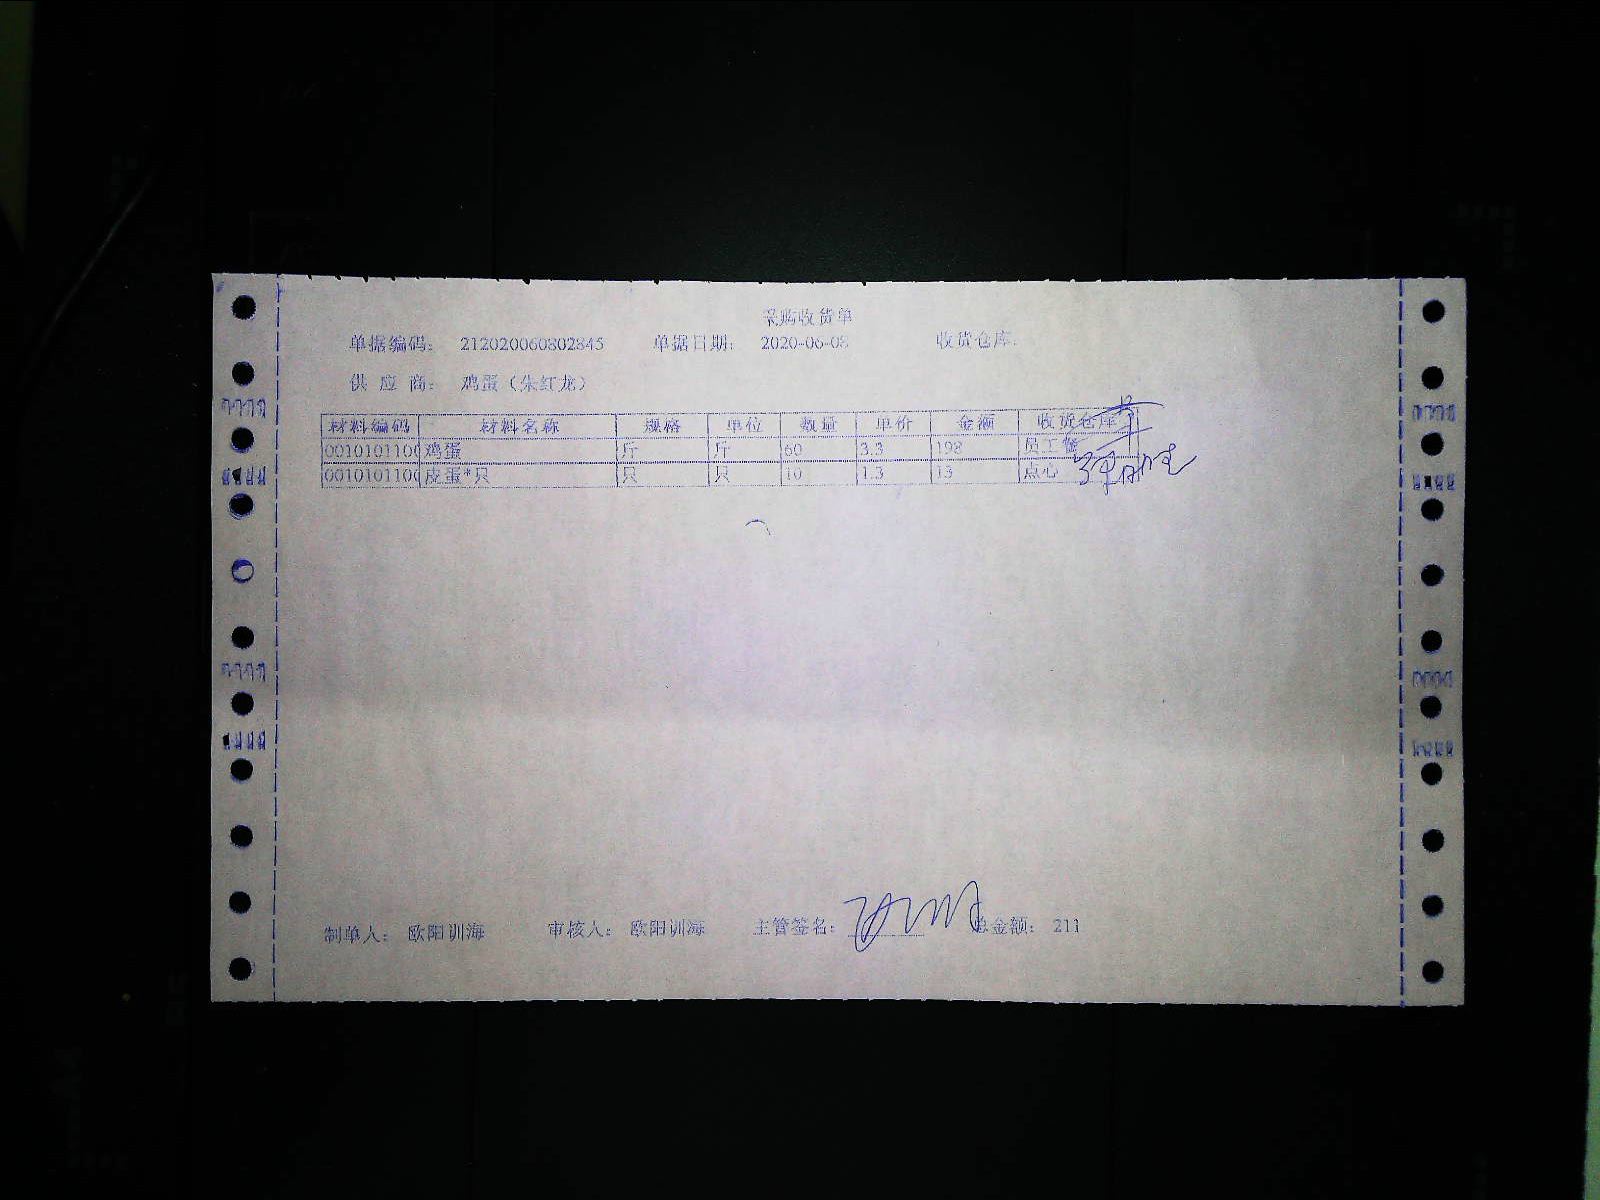 采购收货单
单据编码： 212020060802845 单据日期： 2020-06-08 收货仓库：
供 应 商： 鸡蛋（朱红龙）
材料编码 材料名称 规格 单位 数量 单价 金额 收货仓库
0010101100 鸡蛋 斤 斤 60 3.3 198 员工餐
0010101100 皮蛋*只 只 只 10 1.3 13 点心
制单人： 欧阳训海 审核人： 欧阳训海 主管签名： 总金额： 211